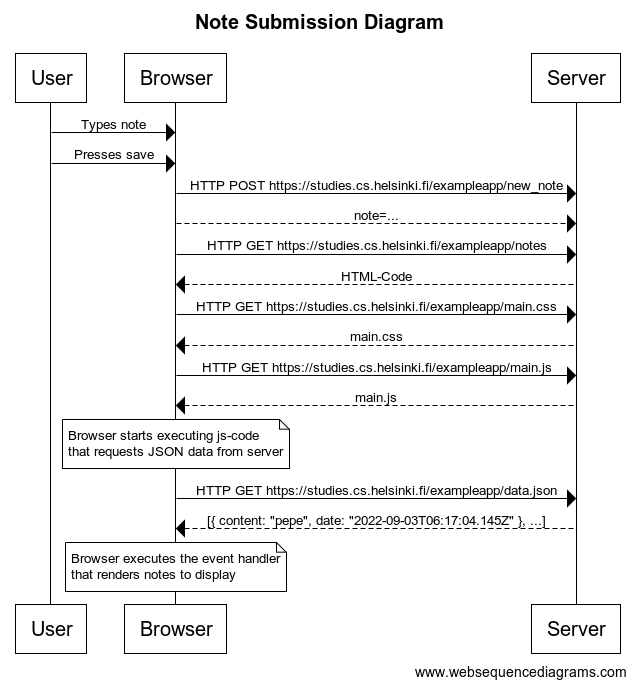 Note Submission Diagram
User
Browser
Server
Types note
Presses save
HTTP POST https://studies.cs.helsinki.fi/exampleapp/new_note
note=...
HTTP GET https://studies.cs.helsinki.fi/exampleapp/notes
HTML-Code
HTTP GET https://studies.cs.helsinki.fi/exampleapp/main.css
main.css
HTTP GET https://studies.cs.helsinki.fi/exampleapp/main.js
main.js
Browser starts executing js-code
that requests JSON data from server
HTTP GET https://studies.cs.helsinki.fi/exampleapp/data.json
[{ content: "pepe", date: "2022-09-03T06:17:04.145Z" }, ...]
Browser executes the event handler
that renders notes to display
User
Browser
Server
www.websequencediagrams.com